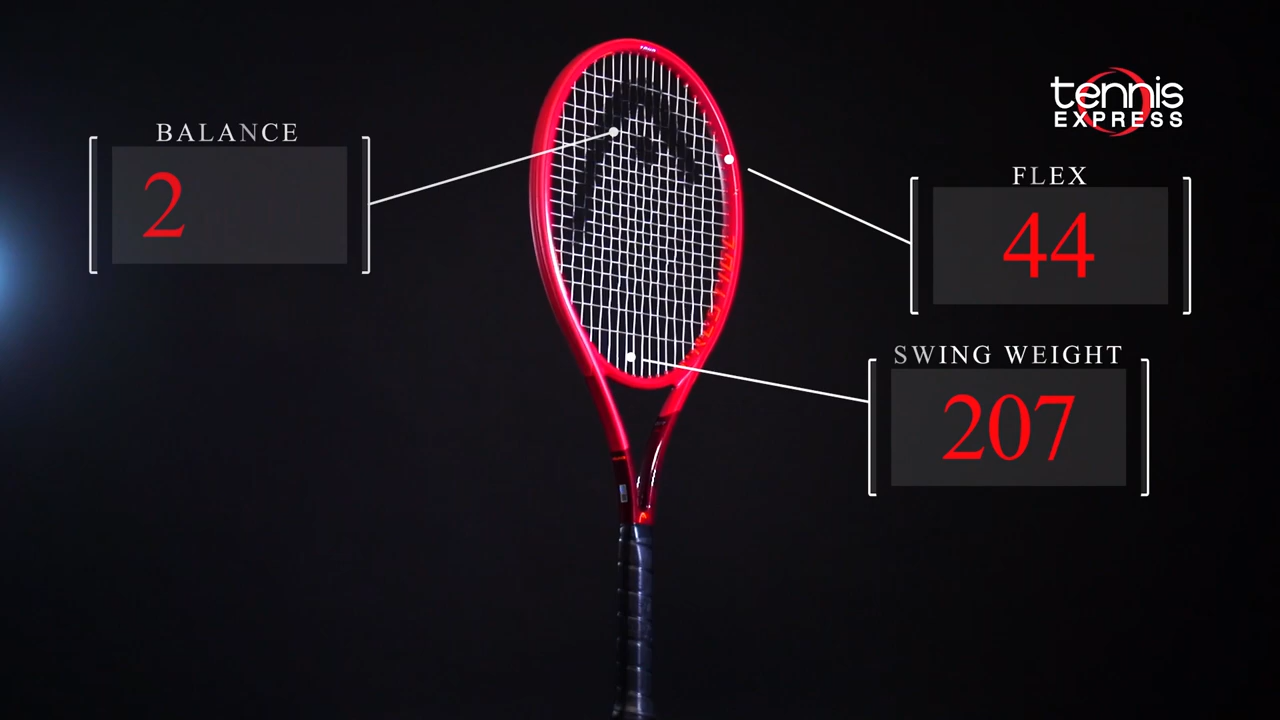 tennis
EXPRESS
BALANCE
2
FLEX
44
SWING WEIGHT
207